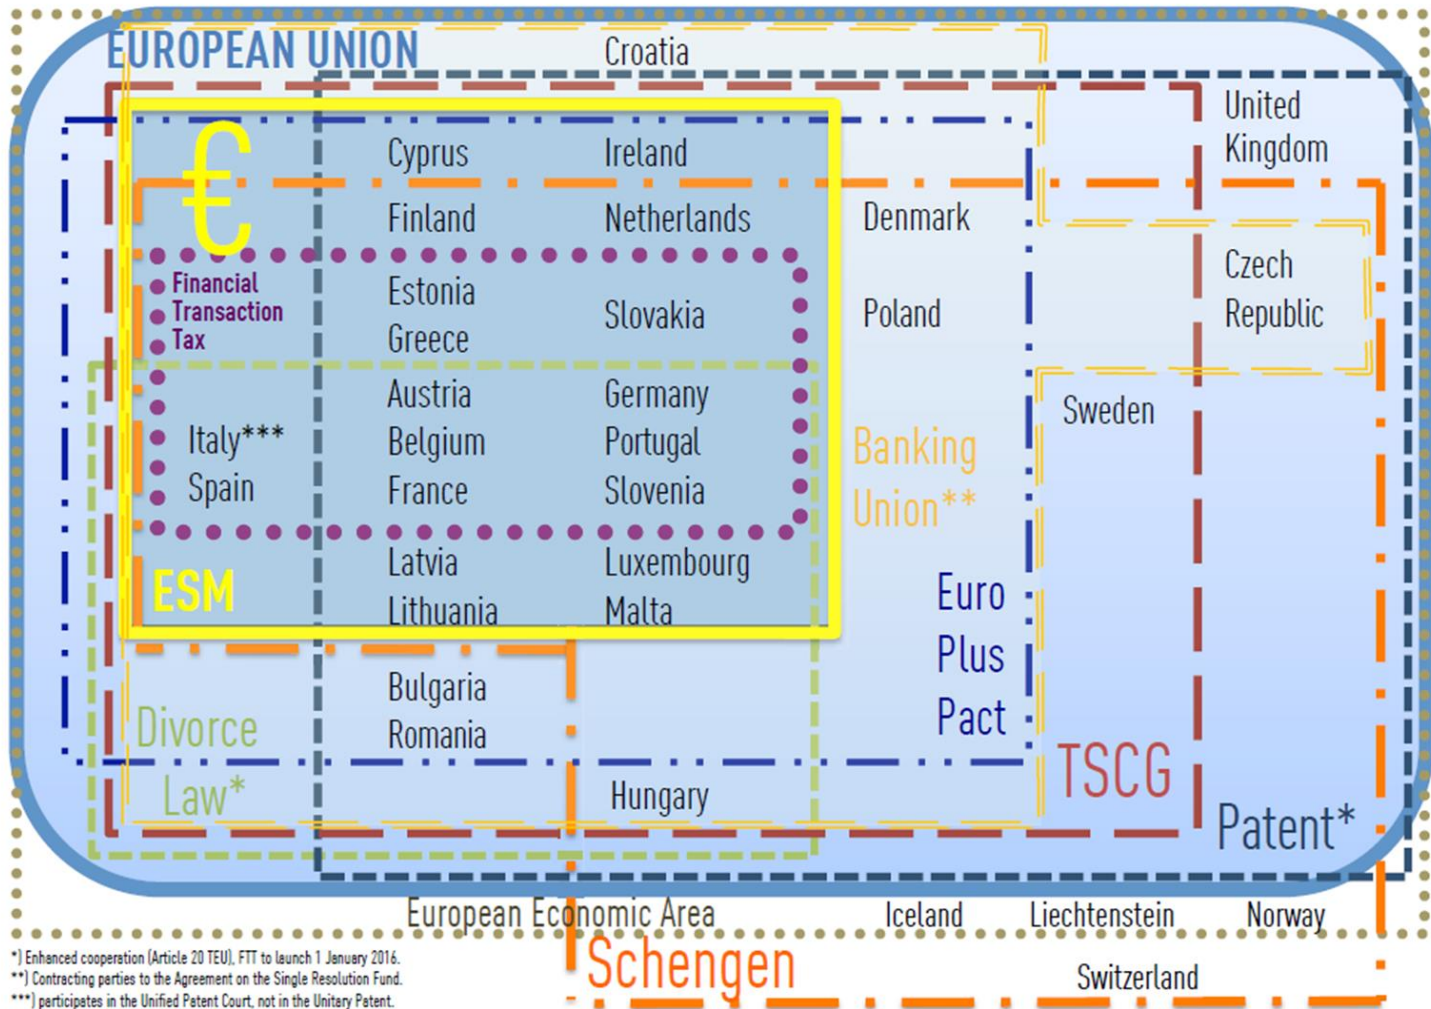 EUROPEAN UNION
Croatia
United
Kingdom
€
Cyprus
Ireland
Finland
Netherlands
Denmark
Financial
Transaction
Tax
Estonia
Greece
Slovakia
Poland
Czech
Republic
Italy***
Spain
Austria
Belgium
France
Germany
Portugal
Slovenia
Banking
Union**
Sweden
ESM
Latvia
Lithuania
Luxembourg
Malta
Euro
Plus
Pact
Divorce
Law*
Bulgaria
Romania
Hungary
TSCG
Patent*
European Economic Area
Iceland
Liechtenstein
Norway
Schengen
Switzerland
*) Enhanced cooperation (Article 20 TEU), FTT to launch 1 January 2016.
**) Contracting parties to the Agreement on the Single Resolution Fund.
***) participates in the Unified Patent Court, not in the Unitary Patent.